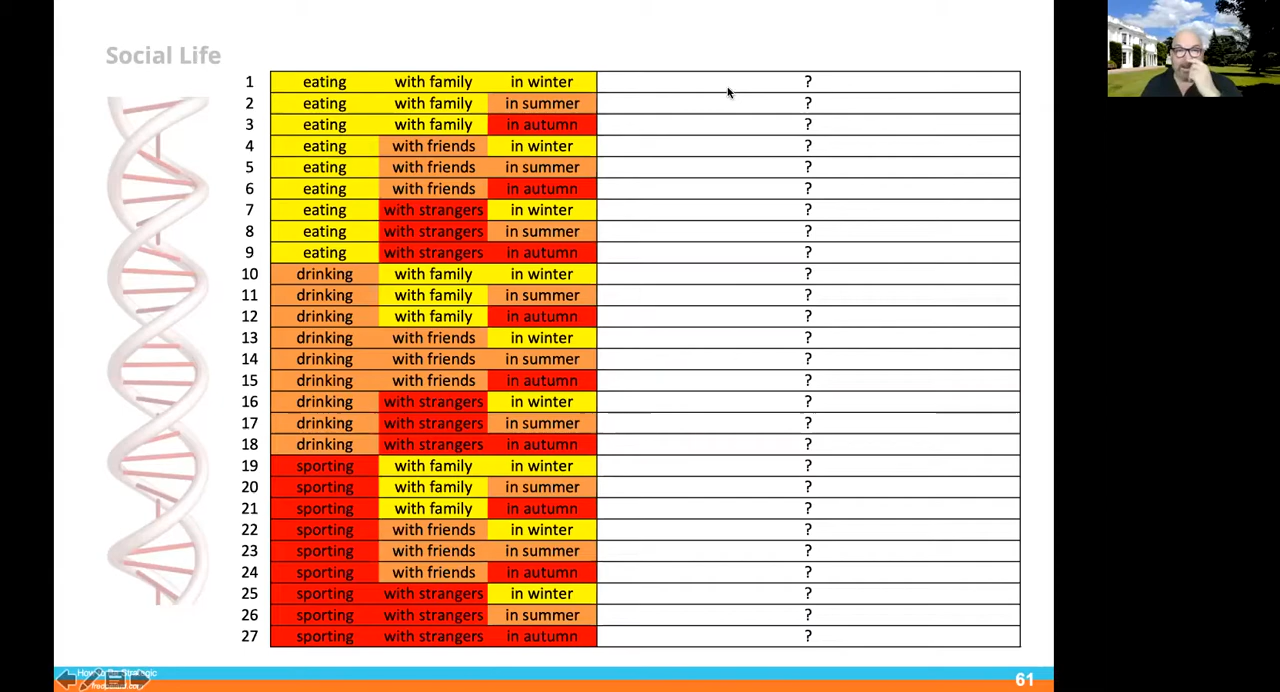 Social Life
1 eating with family in winter ?
2 eating with family in summer ?
3 eating with family in autumn ?
4 eating with friends in winter ?
5 eating with friends in summer ?
6 eating with friends in autumn ?
7 eating with strangers in winter ?
8 eating with strangers in summer ?
9 eating with strangers in autumn ?
10 drinking with family in winter ?
11 drinking with family in summer ?
12 drinking with family in autumn ?
13 drinking with friends in winter ?
14 drinking with friends in summer ?
15 drinking with friends in autumn ?
16 drinking with strangers in winter ?
17 drinking with strangers in summer ?
18 drinking with strangers in autumn ?
19 sporting with family in winter ?
20 sporting with family in summer ?
21 sporting with family in autumn ?
22 sporting with friends in winter ?
23 sporting with friends in summer ?
24 sporting with friends in autumn ?
25 sporting with strangers in winter ?
26 sporting with strangers in summer ?
27 sporting with strangers in autumn ?
61